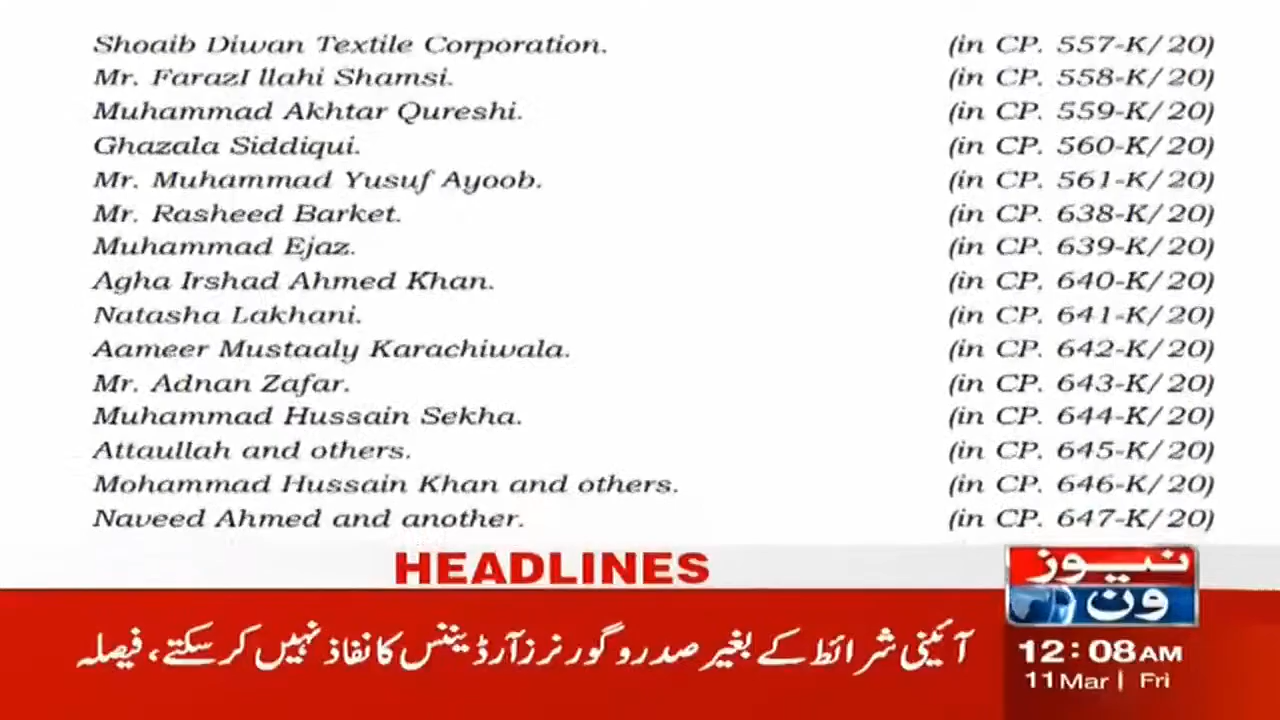 Shoaib Diwan Textile Corporation. (in CP. 557-K/20)
Mr. FarazI llahi Shamsi. (in CP. 558-K/20)
Muhammad Akhtar Qureshi. (in CP. 559-K/20)
Ghazala Siddiqui. (in CP. 560-K/20)
Mr. Muhammad Yusuf Ayoob. (in CP. 561-K/20)
Mr. Rasheed Barket. (in CP. 638-K/20)
Muhammad Ejaz. (in CP. 639-K/20)
Agha Irshad Ahmed Khan. (in CP. 640-K/20)
Natasha Lakhani. (in CP. 641-K/20)
Aameer Mustaaly Karachiwala. (in CP. 642-K/20)
Mr. Adnan Zafar. (in CP. 643-K/20)
Muhammad Hussain Sekha. (in CP. 644-K/20)
Attaullah and others. (in CP. 645-K/20)
Mohammad Hussain Khan and others. (in CP. 646-K/20)
Naveed Ahmed and another. (in CP. 647-K/20)
HEADLINES
نیوز
ون
آئینی شرائط کے بغیر صدر و گورنرز آرڈیننس کا نفاذ نہیں کر سکتے، فیصلہ
12:08AM
11 Mar | Fri